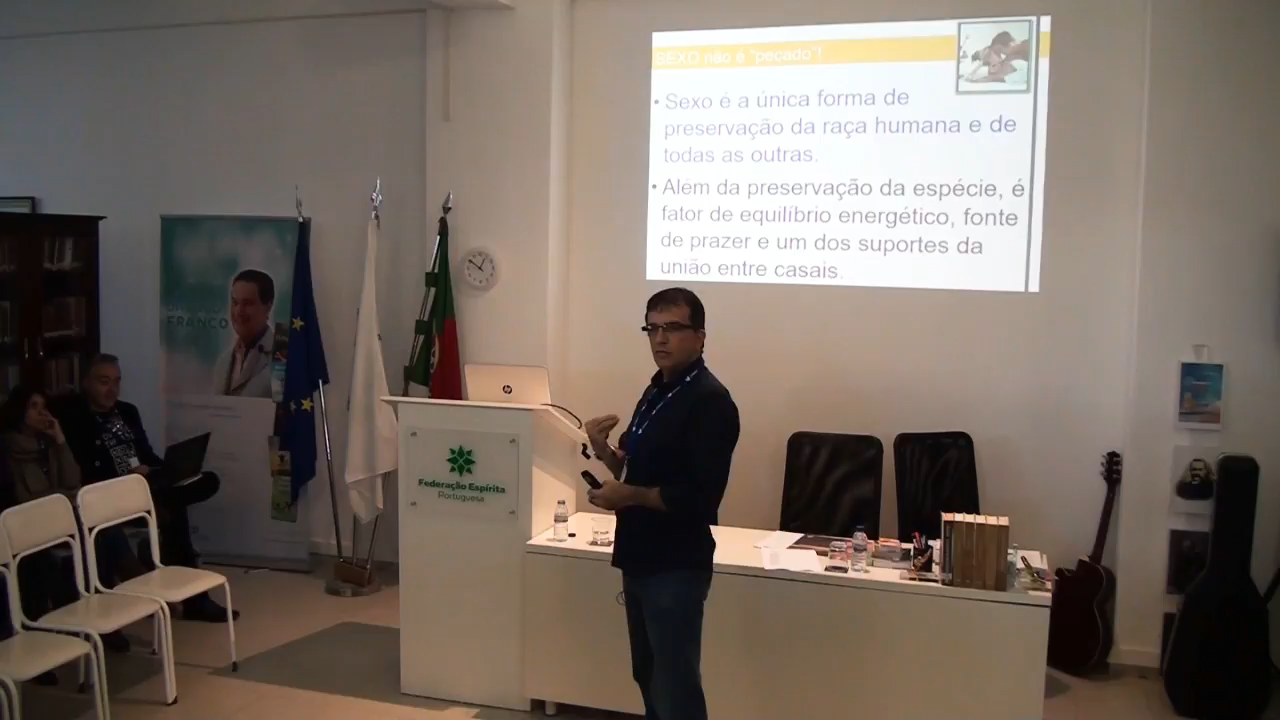 SEXO não é "pecado"!
• Sexo é a única forma de
preservação da raça humana e de
todas as outras.
• Além da preservação da espécie, é
fator de equilíbrio energético, fonte
de prazer e um dos suportes da
união entre casais.
FRANCO
hp
Federação Espírita
Portuguesa